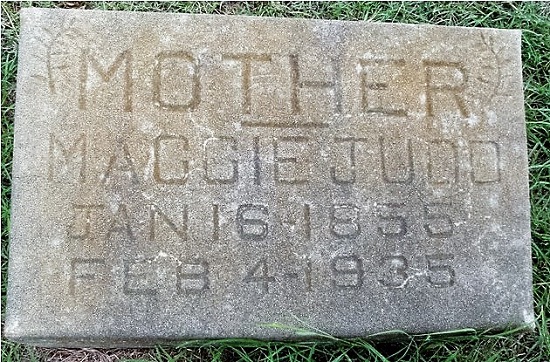 MOTHER
MAGGIE JUDD
JAN 16-1855
FEB 4-1935